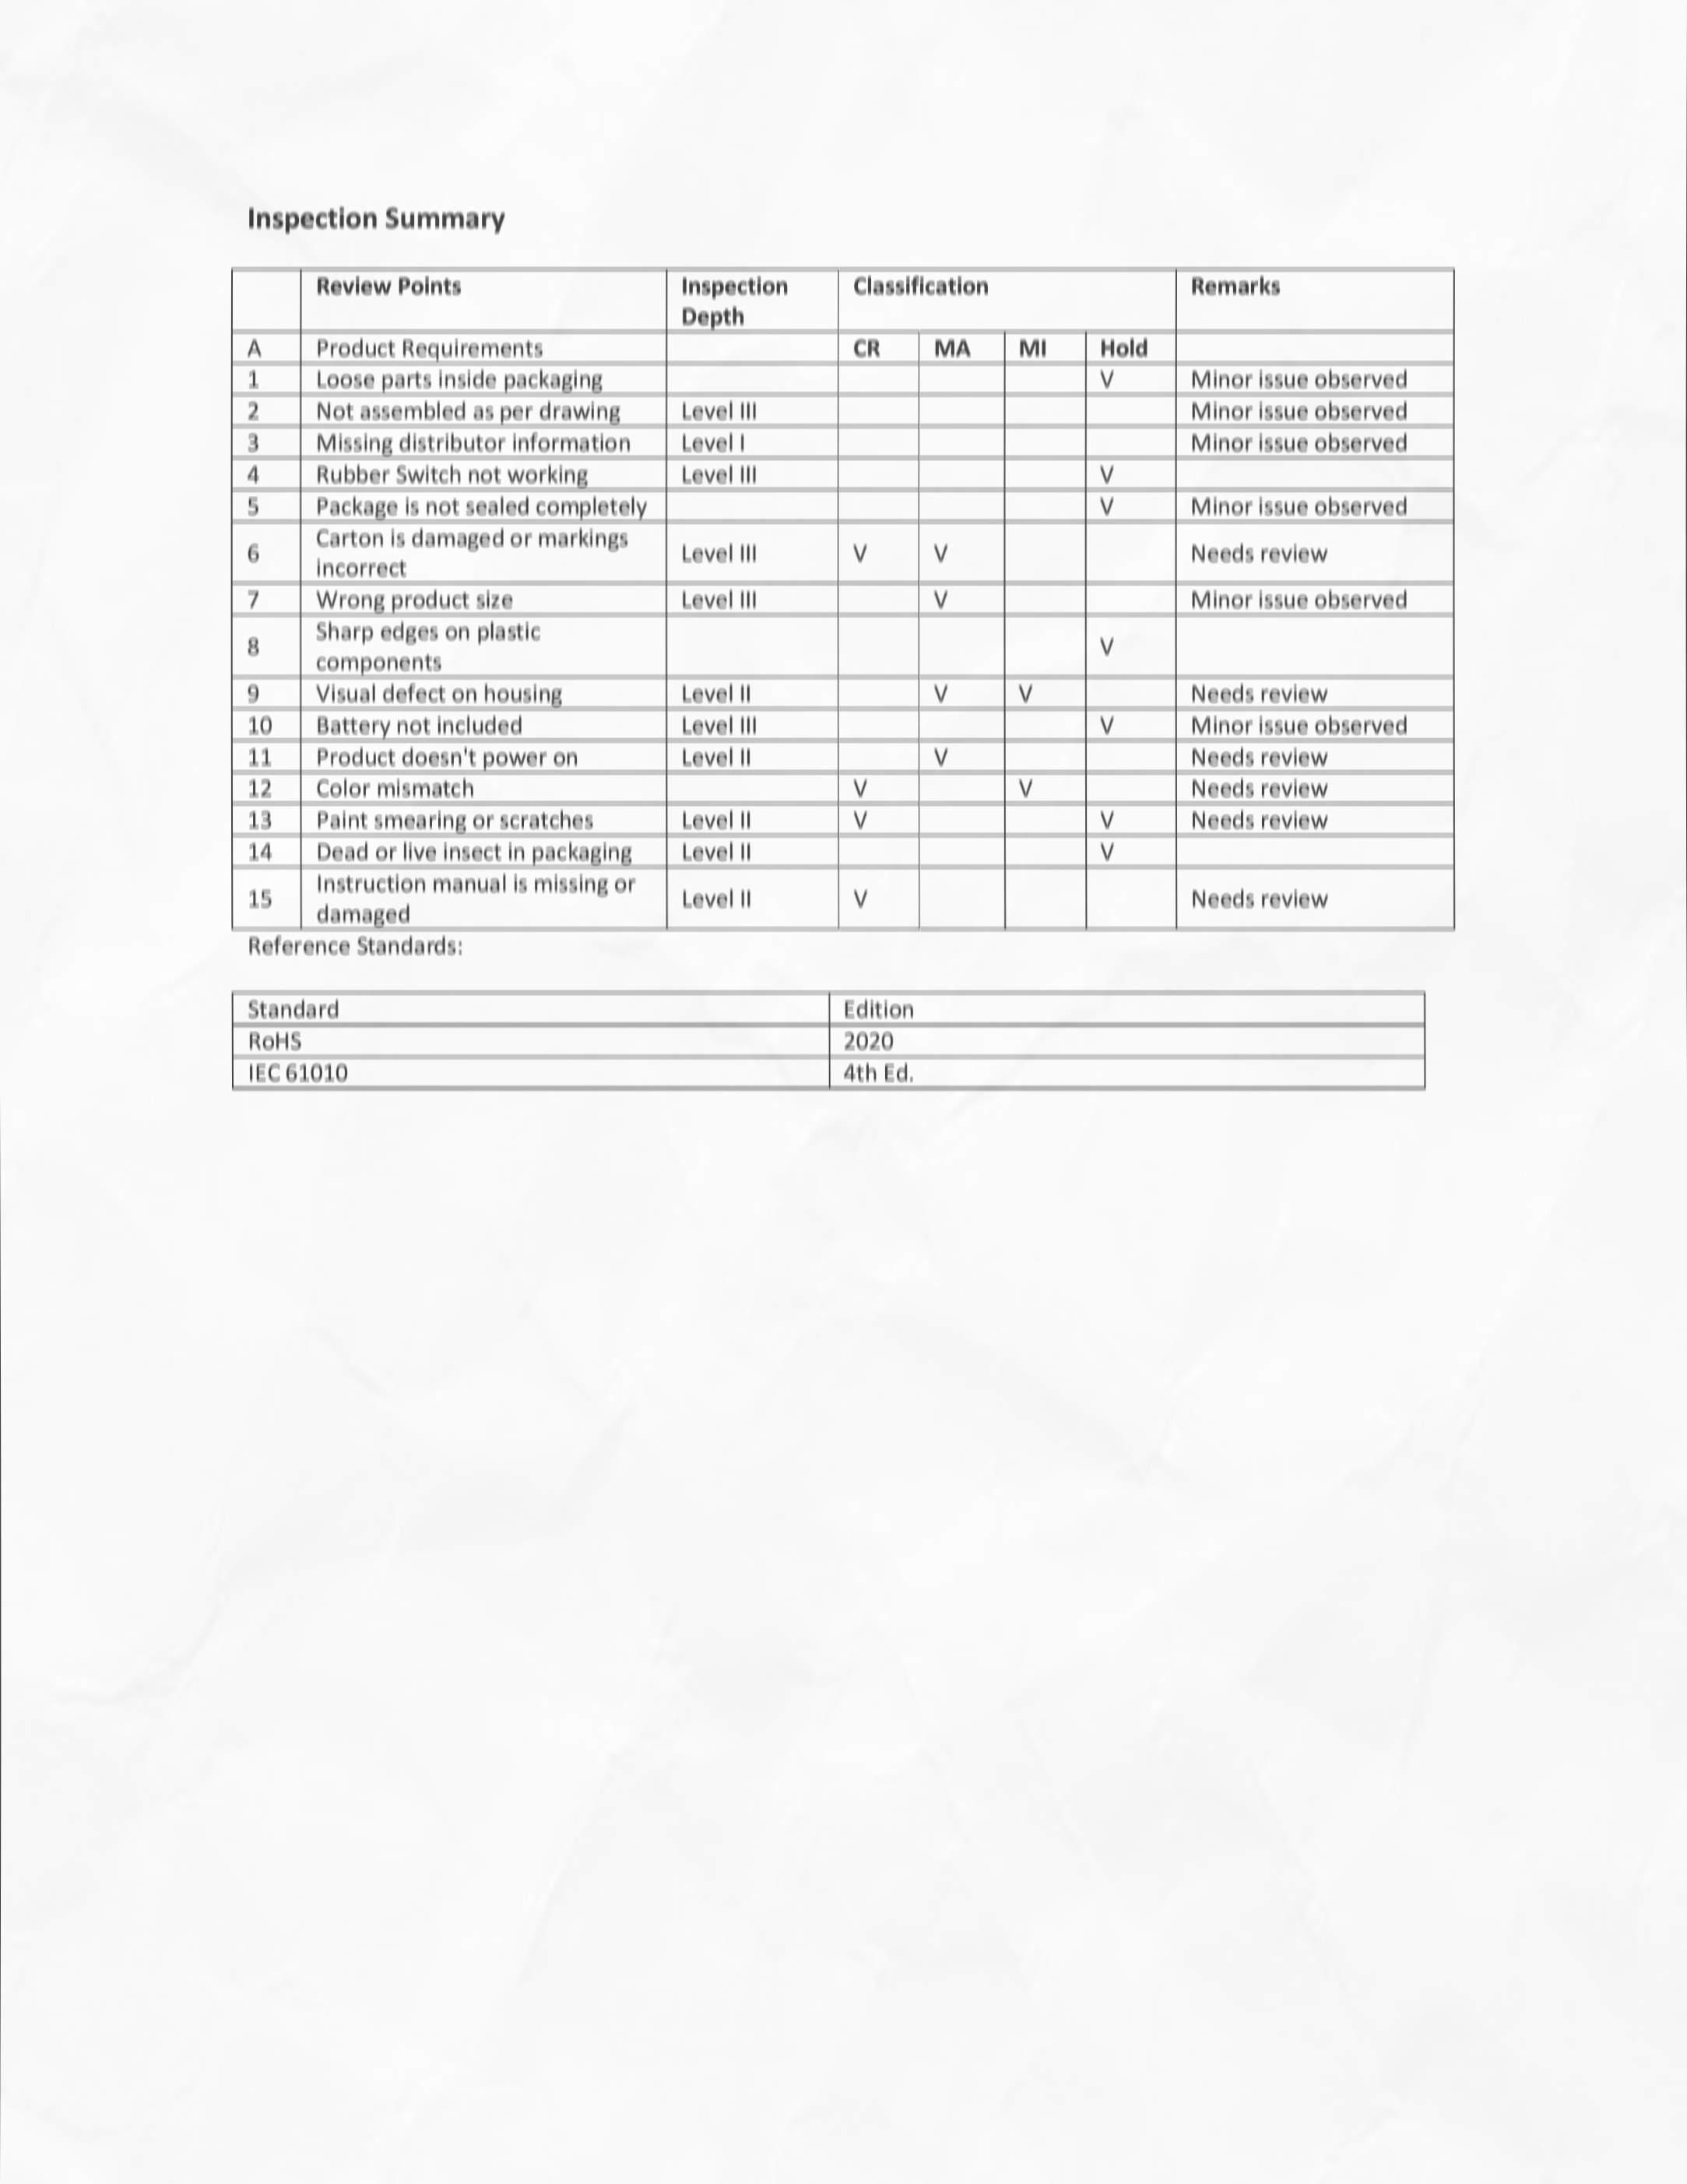 Inspection Summary
Review Points Inspection Depth Classification Remarks
A Product Requirements CR MA MI Hold
1 Loose parts inside packaging V Minor issue observed
2 Not assembled as per drawing Level III Minor issue observed
3 Missing distributor information Level I Minor issue observed
4 Rubber Switch not working Level III V
5 Package is not sealed completely V Minor issue observed
6 Carton is damaged or markings incorrect Level III V V Needs review
7 Wrong product size Level III V Minor issue observed
8 Sharp edges on plastic components V
9 Visual defect on housing Level II V V Needs review
10 Battery not included Level III V Minor issue observed
11 Product doesn't power on Level II V Needs review
12 Color mismatch V V Needs review
13 Paint smearing or scratches Level II V V Needs review
14 Dead or live insect in packaging Level II V
15 Instruction manual is missing or damaged Level II V Needs review
Reference Standards:
Standard Edition
RoHS 2020
IEC 61010 4th Ed.